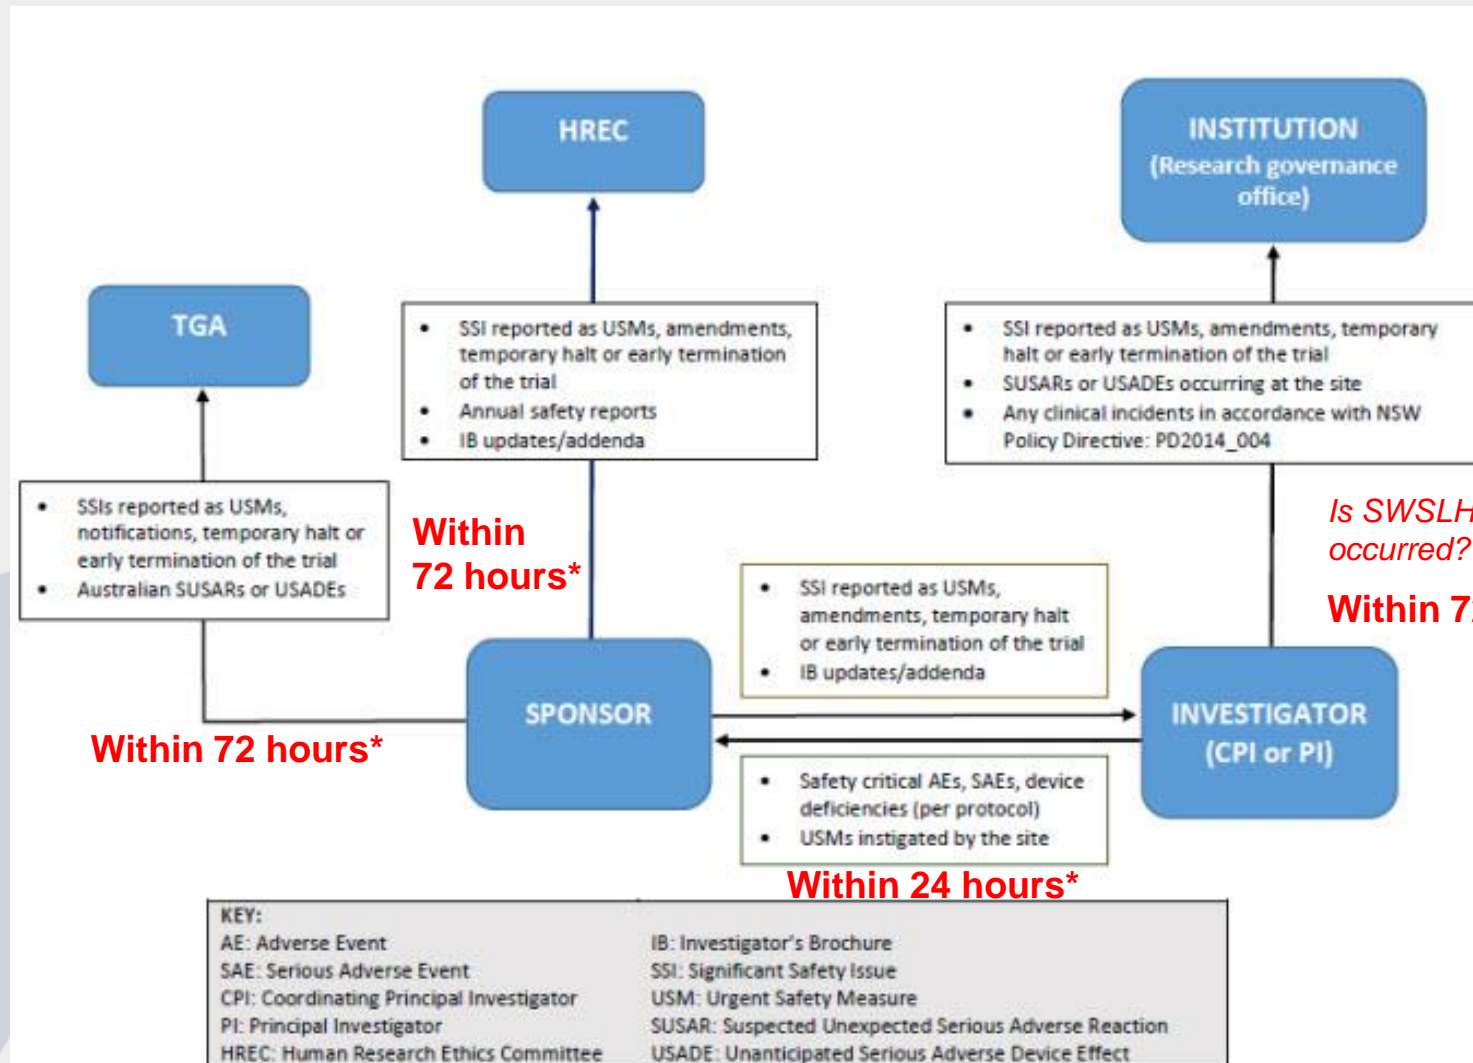 HREC
INSTITUTION
(Research governance
office)
TGA
• SSI reported as USMs, amendments,
temporary halt or early termination
of the trial
• Annual safety reports
• IB updates/addenda
• SSI reported as USMs, amendments, temporary
halt or early termination of the trial
• SUSARs or USADEs occurring at the site
• Any clinical incidents in accordance with NSW
Policy Directive: PD2014_004
• SSIs reported as USMs,
notifications, temporary halt or
early termination of the trial
• Australian SUSARs or USADEs
Within
72 hours*
Is SWSLH
occurred?
Within 72
• SSI reported as USMs,
amendments, temporary halt
or early termination of the trial
• IB updates/addenda
SPONSOR
INVESTIGATOR
(CPI or PI)
Within 72 hours*
• Safety critical AEs, SAEs, device
deficiencies (per protocol)
• USMs instigated by the site
Within 24 hours*
KEY:
AE: Adverse Event
SAE: Serious Adverse Event
CPI: Coordinating Principal Investigator
PI: Principal Investigator
HREC: Human Research Ethics Committee
IB: Investigator's Brochure
SSI: Significant Safety Issue
USM: Urgent Safety Measure
SUSAR: Suspected Unexpected Serious Adverse Reaction
USADE: Unanticipated Serious Adverse Device Effect